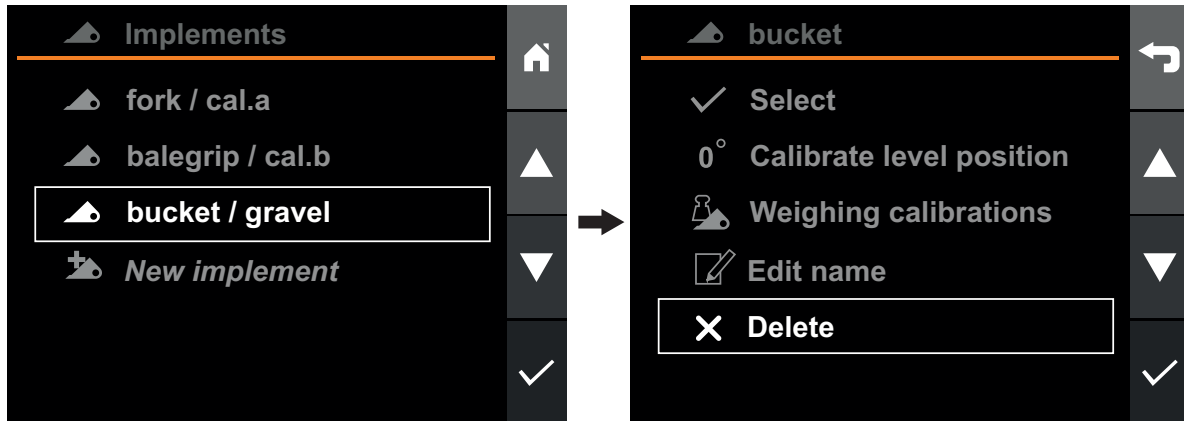 Implements
fork / cal.a
balegrip / cal.b
bucket / gravel
New implement
bucket
Select
0° Calibrate level position
Weighing calibrations
Edit name
Delete